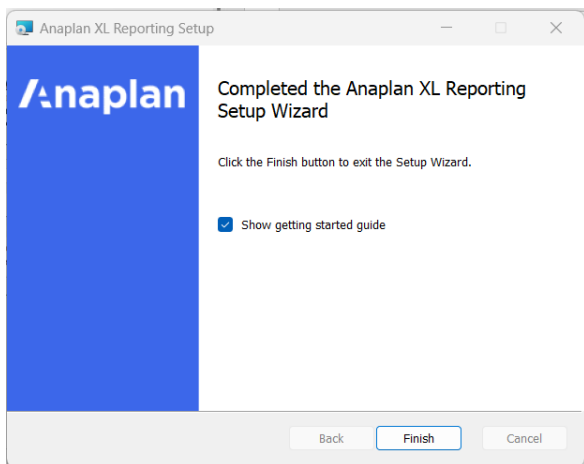 Anaplan XL Reporting Setup
Anaplan
Completed the Anaplan XL Reporting
Setup Wizard
Click the Finish button to exit the Setup Wizard.
Show getting started guide
Back
Finish
Cancel